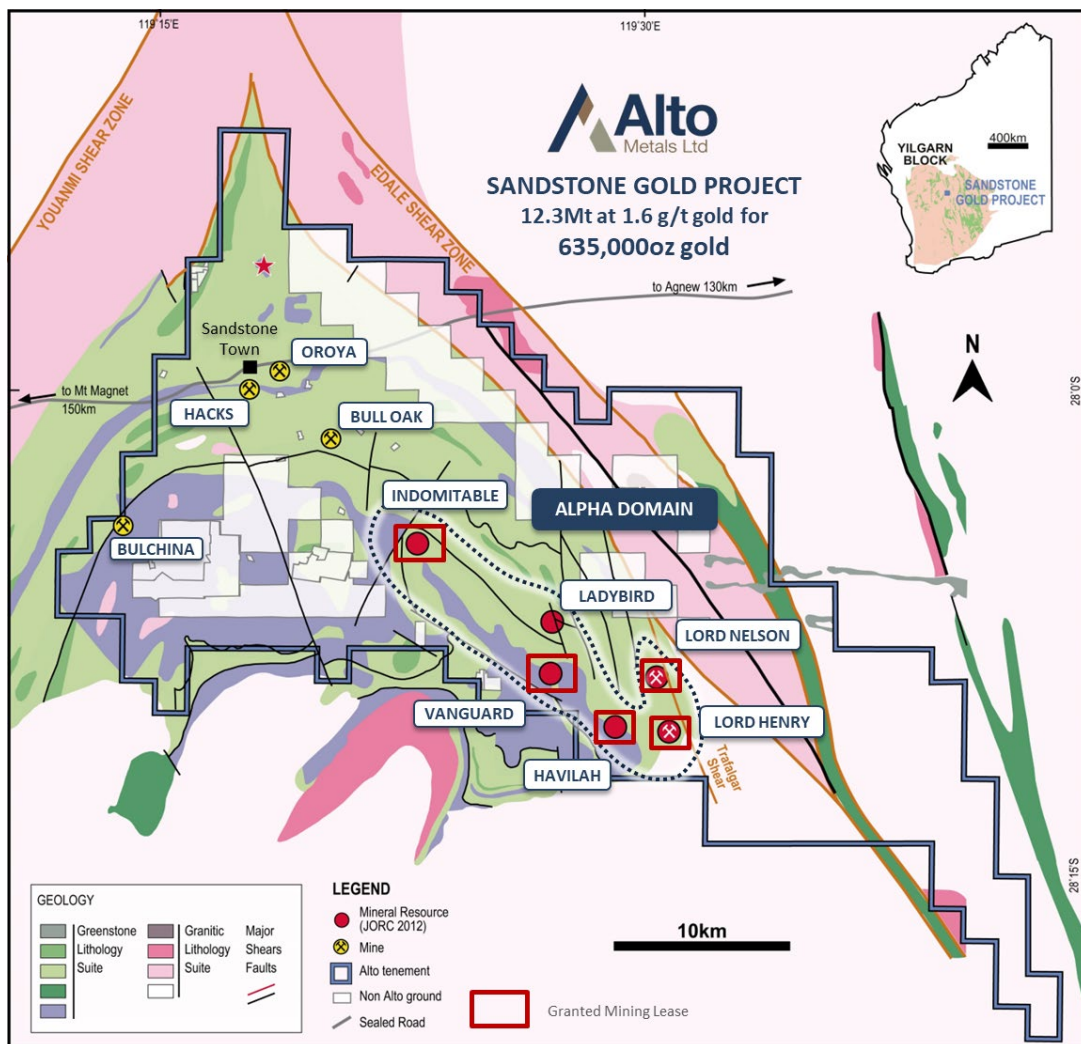 119°15'E
119°30'E
Alto
Metals Ltd
SANDSTONE GOLD PROJECT
12.3Mt at 1.6 g/t gold for
635,000oz gold
400km
YILGARN
BLOCK
SANDSTONE
GOLD PROJECT
YOUANMI SHEAR ZONE
EDALE SHEAR ZONE
to Agnew 130km
Sandstone
Town
OROYA
N
to Mt Magnet
150km
HACKS
BULL OAK
28°0'S
INDOMITABLE
ALPHA DOMAIN
BULCHINA
LADYBIRD
LORD NELSON
VANGUARD
LORD HENRY
HAVILAH
Trafalgar
Shear
28°15'S
GEOLOGY
Greenstone
Lithology
Suite
Granitic
Lithology
Suite
Major
Shears
Faults
LEGEND
Mineral Resource
(JORC 2012)
Mine
Alto tenement
Non Alto ground
Sealed Road
Granted Mining Lease
10km